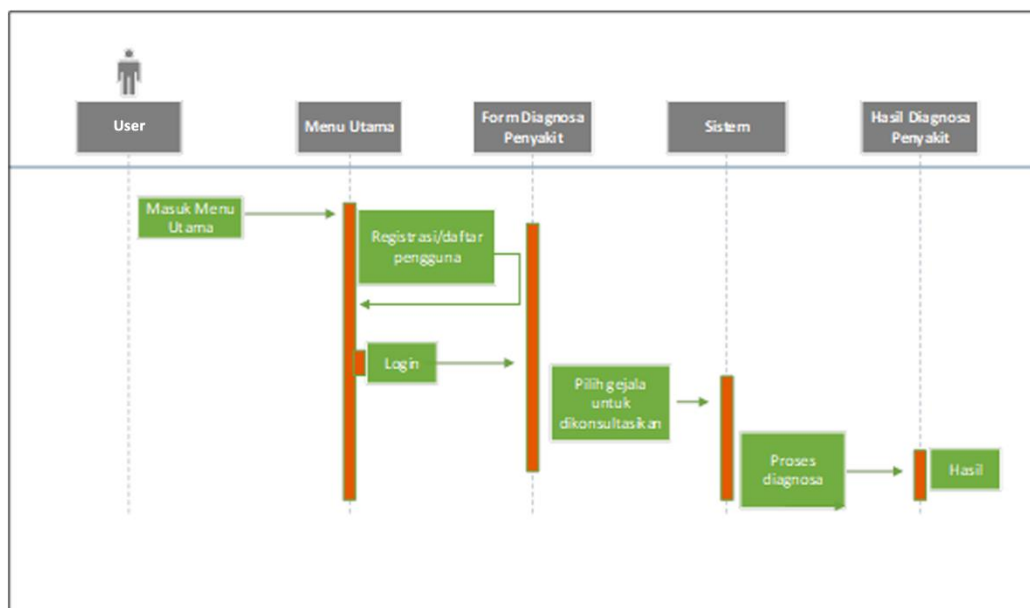 User
Menu Utama
Form Diagnosa
Penyakit
Sistem
Hasil Diagnosa
Penyakit
Masuk Menu
Utama
Registrasi/daftar
pengguna
Login
Pilih gejala
untuk
dikonsultasikan
Proses
diagnosa
Hasil